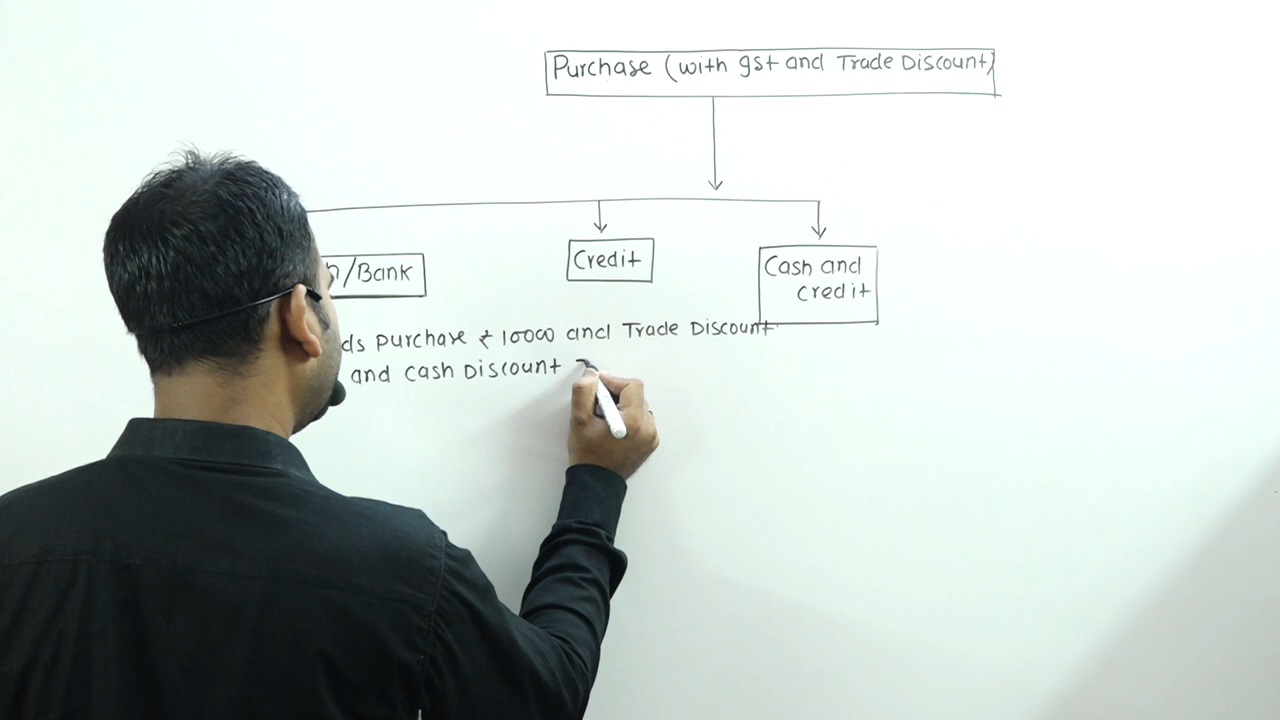 Purchase (with gst and Trade Discount)
/Bank
Credit
Cash and
credit
purchase ₹ 10000 and Trade Discount
and cash Discount